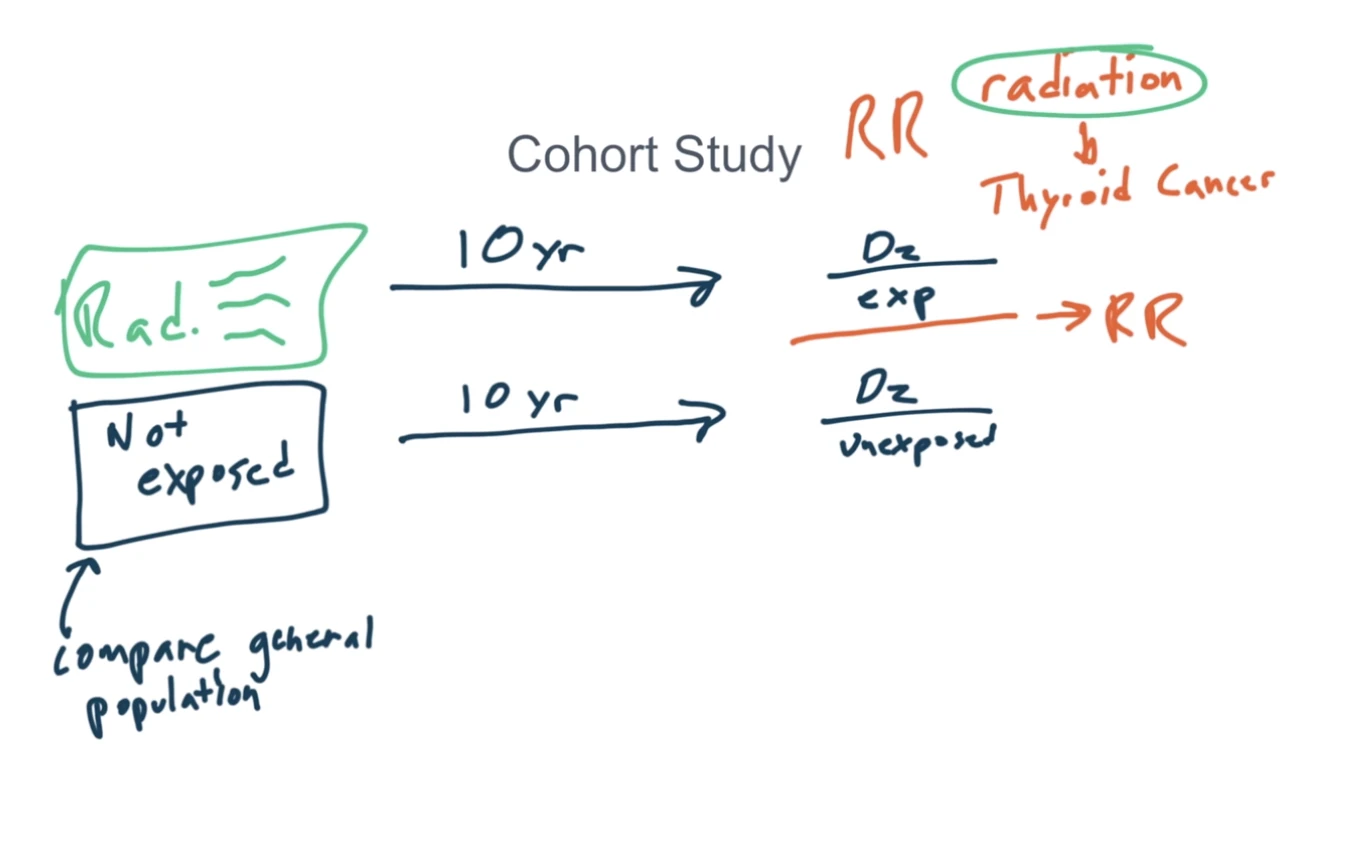 radiation
Cohort Study RR
Thyroid Cancer
Rad.
10 yr
Dz
exp
RR
Not
exposed
10 yr
Dz
unexposed
compare general
population